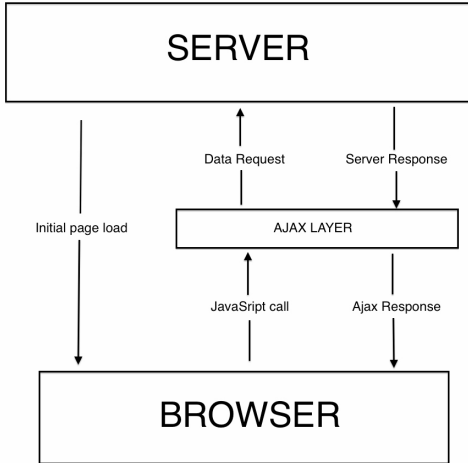 SERVER
Data Request
Server Response
Initial page load
AJAX LAYER
JavaSript call
Ajax Response
BROWSER